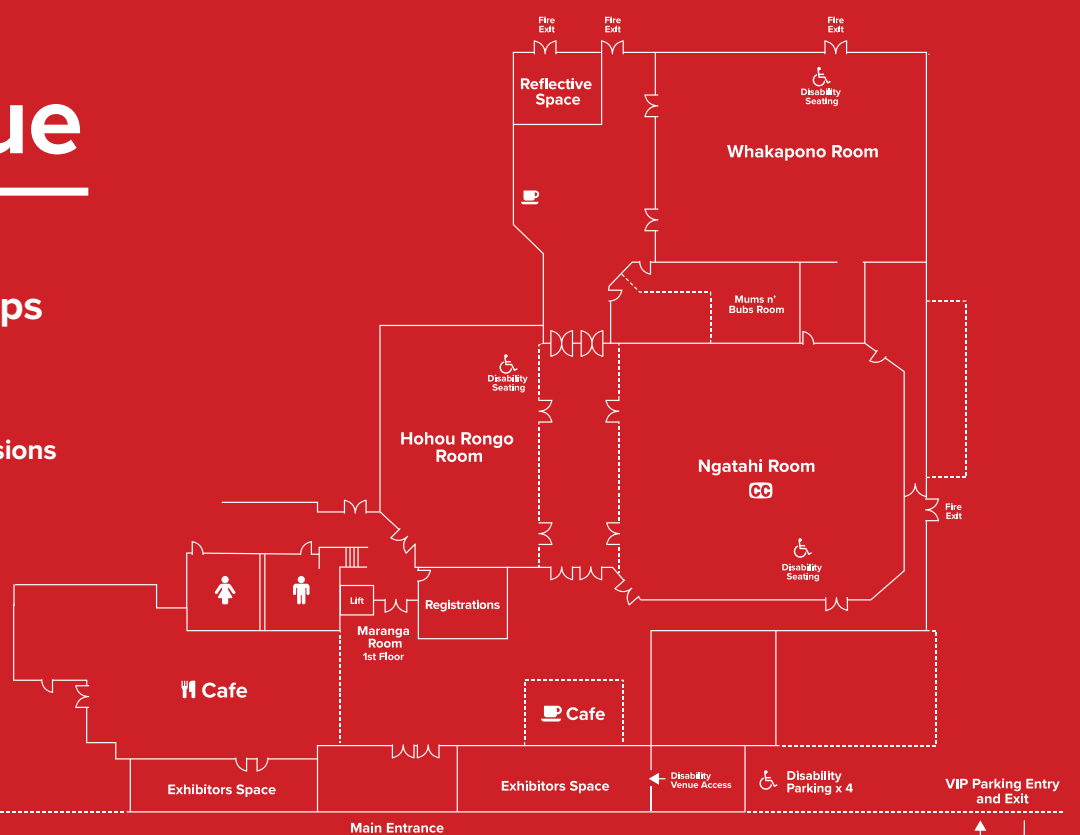 Fire
Exit
Fire
Exit
Fire
Exit
Reflective
Space
Disability
Seating
ue
Whakapono Room
ps
Mums n'
Bubs Room
Disability
Seating
sions
Hohou Rongo
Room
Ngatahi Room
CC
Fire
Exit
Disability
Seating
Lift
Registrations
Maranga
Room
1st Floor
Cafe
Cafe
Exhibitors Space
Exhibitors Space
Disability
Venue Access
Disability
Parking x 4
VIP Parking Entry
and Exit
Main Entrance